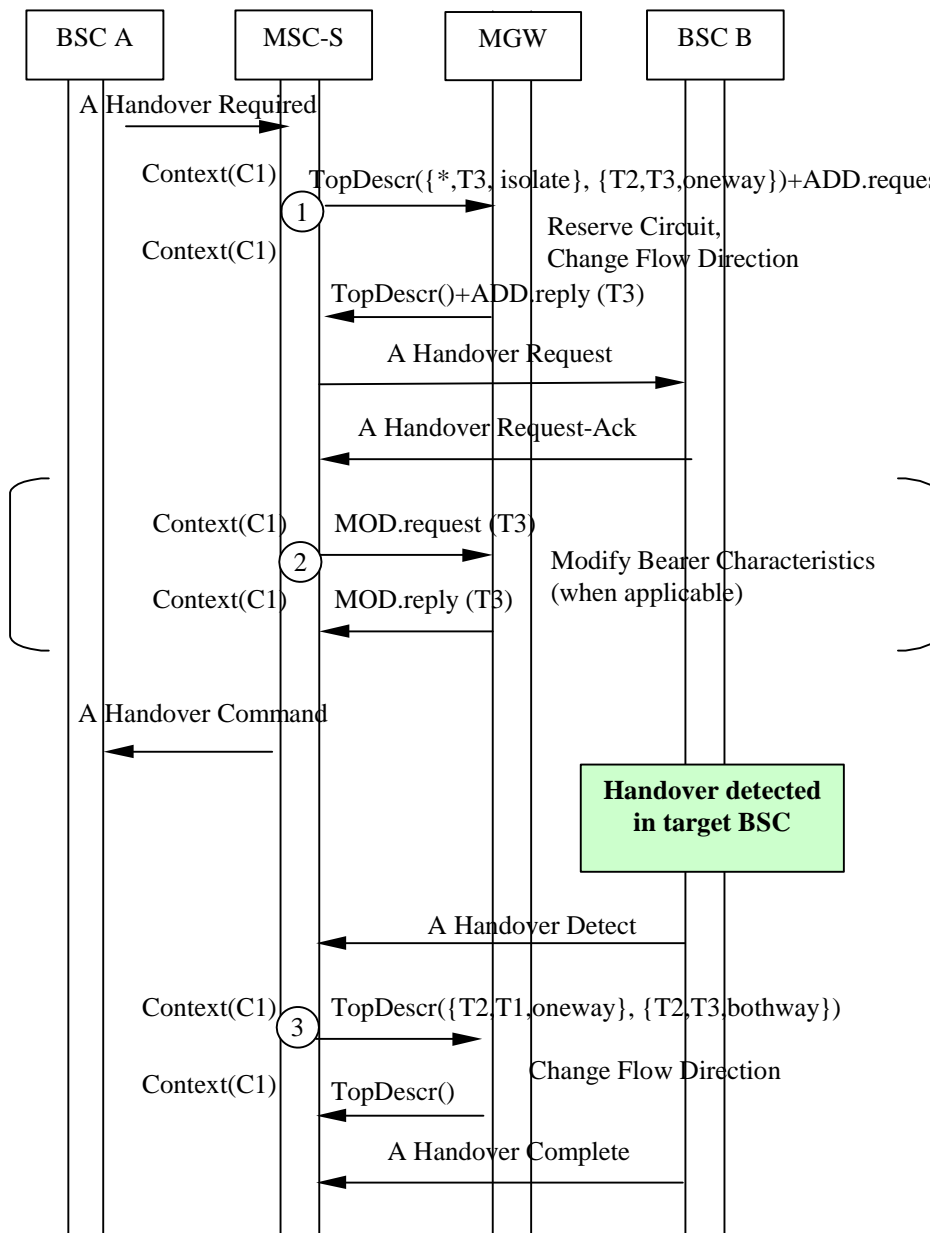 BSC A
MSC-S
MGW
BSC B
A Handover Required
Context(C1)
TopDescr({*,T3, isolate}, {T2,T3,oneway})+ADD.reques
1
Reserve Circuit,
Change Flow Direction
Context(C1)
TopDescr()+ADD.reply (T3)
A Handover Request
A Handover Request-Ack
Context(C1)
MOD.request (T3)
2
Modify Bearer Characteristics
(when applicable)
Context(C1)
MOD.reply (T3)
A Handover Command
Handover detected
in target BSC
A Handover Detect
Context(C1)
TopDescr({T2,T1,oneway}, {T2,T3,bothway})
3
Change Flow Direction
Context(C1)
TopDescr()
A Handover Complete